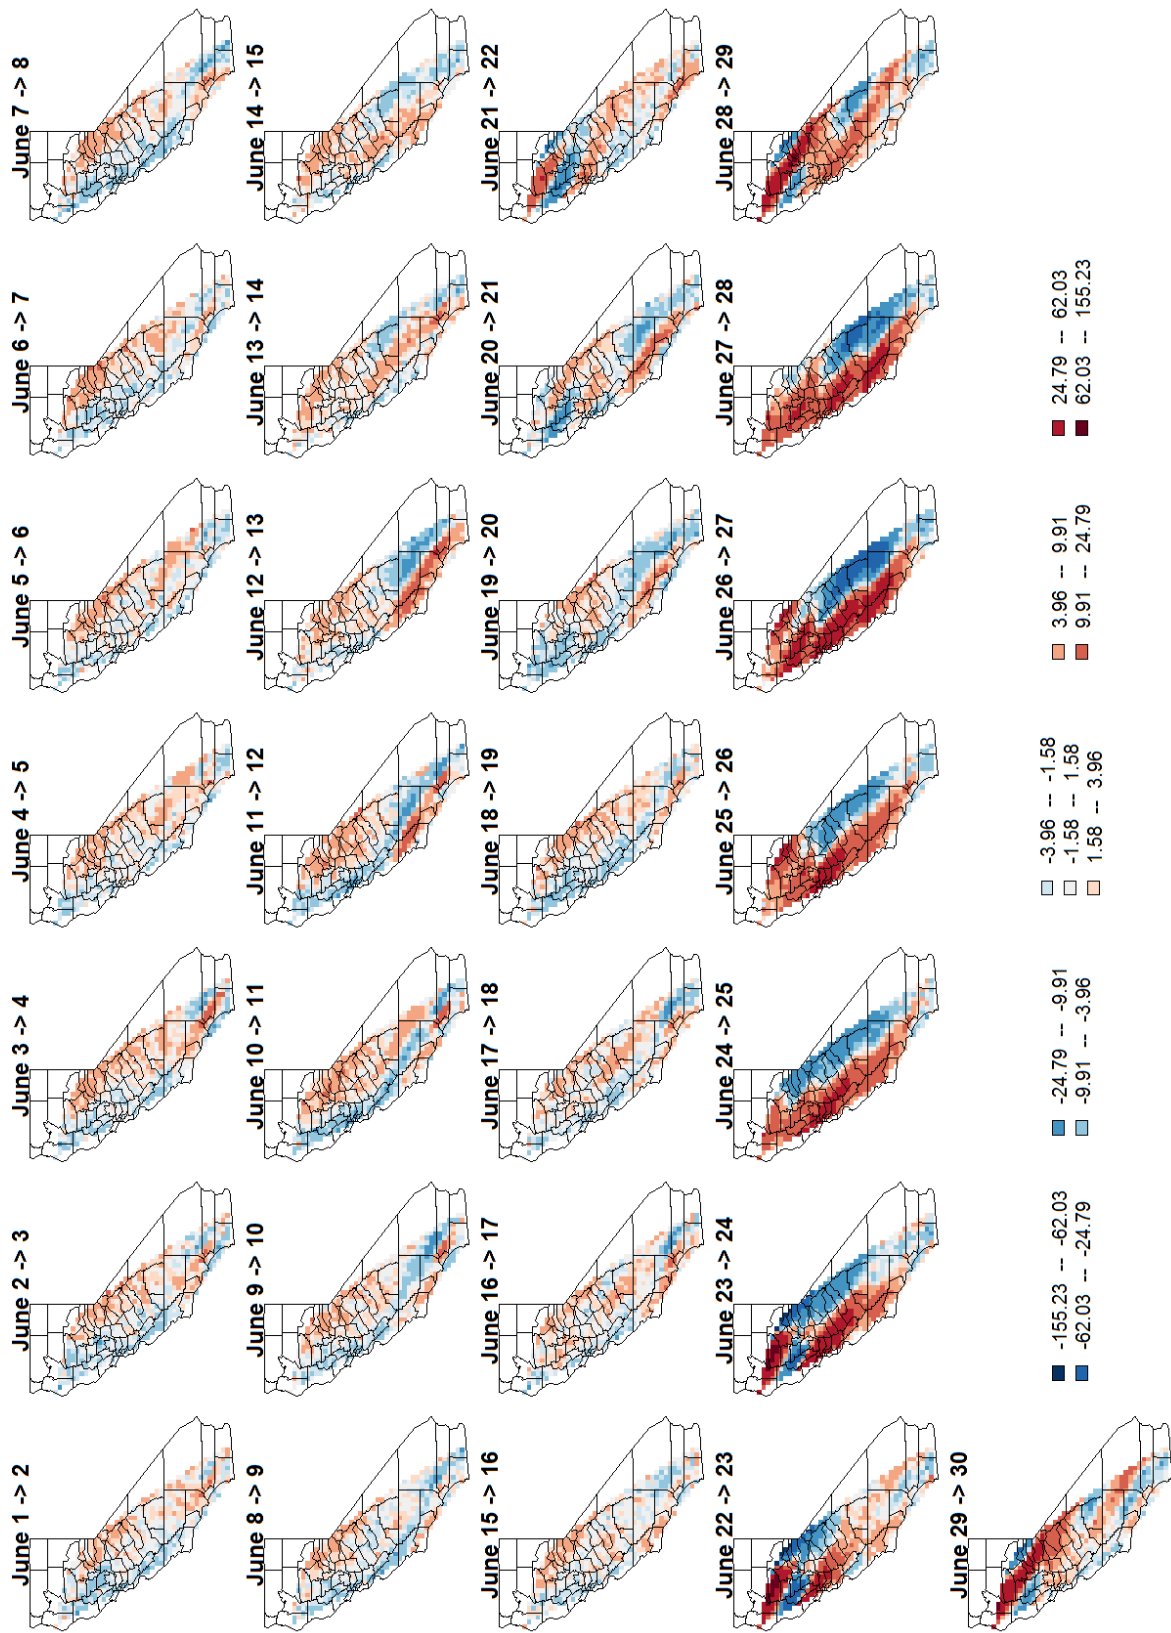 June 1 -> 2
June 2 -> 3
June 3 -> 4
June 4 -> 5
June 5 -> 6
June 6 -> 7
June 7 -> 8
June 8 -> 9
June 9 -> 10
June 10 -> 11
June 11 -> 12
June 12 -> 13
June 13 -> 14
June 14 -> 15
June 15 -> 16
June 16 -> 17
June 17 -> 18
June 18 -> 19
June 19 -> 20
June 20 -> 21
June 21 -> 22
June 22 -> 23
June 23 -> 24
June 24 -> 25
June 25 -> 26
June 26 -> 27
June 27 -> 28
June 28 -> 29
June 29 -> 30
-155.23 -- -62.03
-62.03 -- -24.79
-24.79 -- -9.91
-9.91 -- -3.96
-3.96 -- -1.58
-1.58 -- 1.58
1.58 -- 3.96
3.96 -- 9.91
9.91 -- 24.79
24.79 -- 62.03
62.03 -- 155.23